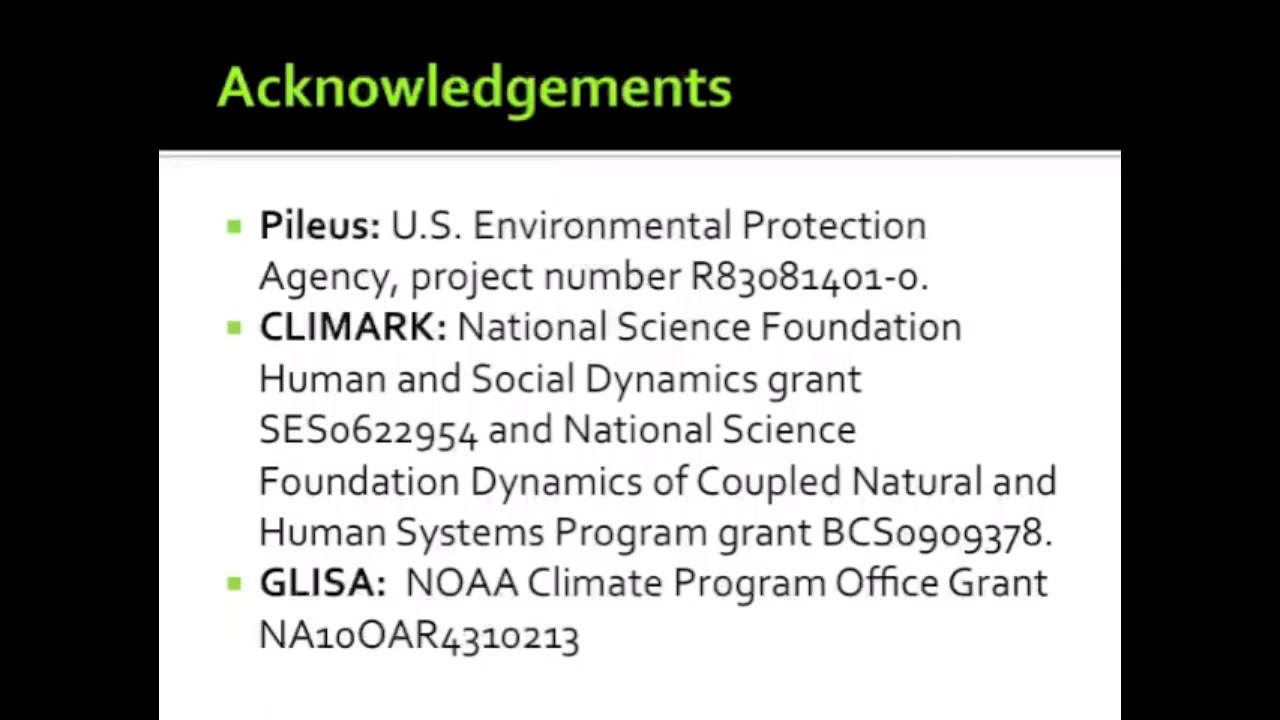 Acknowledgements
Pileus: U.S. Environmental Protection
Agency, project number R83081401-0.
CLIMARK: National Science Foundation
Human and Social Dynamics grant
SES0622954 and National Science
Foundation Dynamics of Coupled Natural and
Human Systems Program grant BCS0909378.
GLISA: NOAA Climate Program Office Grant
NA10OAR4310213